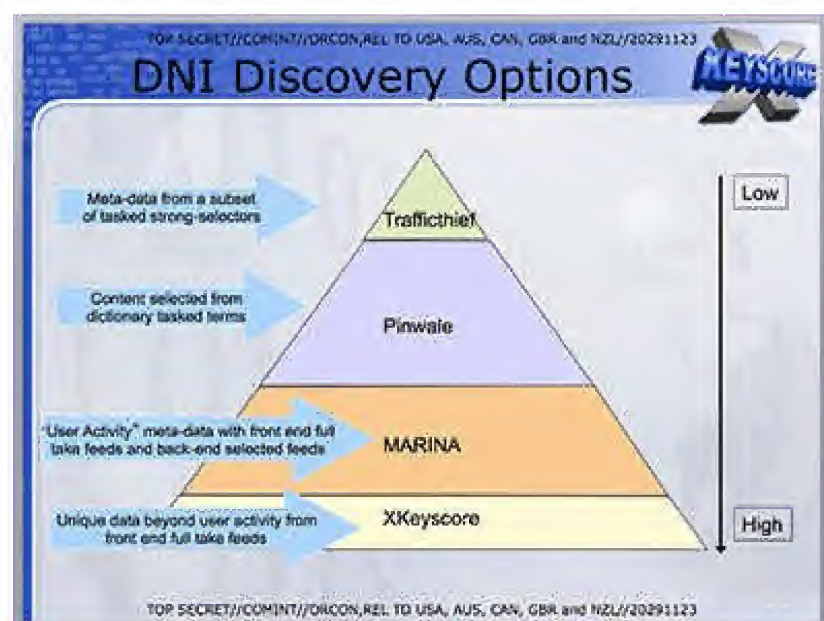 TOP SECRET//COMINT//ORCON,REL TO USA, AUS, CAN, GBR and NZL//20291123
DNI Discovery Options
X
KEYSCORE
Meta-data from a subset
of tasked strong-selectors
Trafficthief
Low
Content selected from
dictionary tasked terms
Pinwale
"User Activity" meta-data with front end full
take feeds and back-end selected feeds
MARINA
Unique data beyond user activity from
front end full take feeds
XKeyscore
High
TOP SECRET//COMINT//ORCON,REL TO USA, AUS, CAN, GBR and NZL//20291123